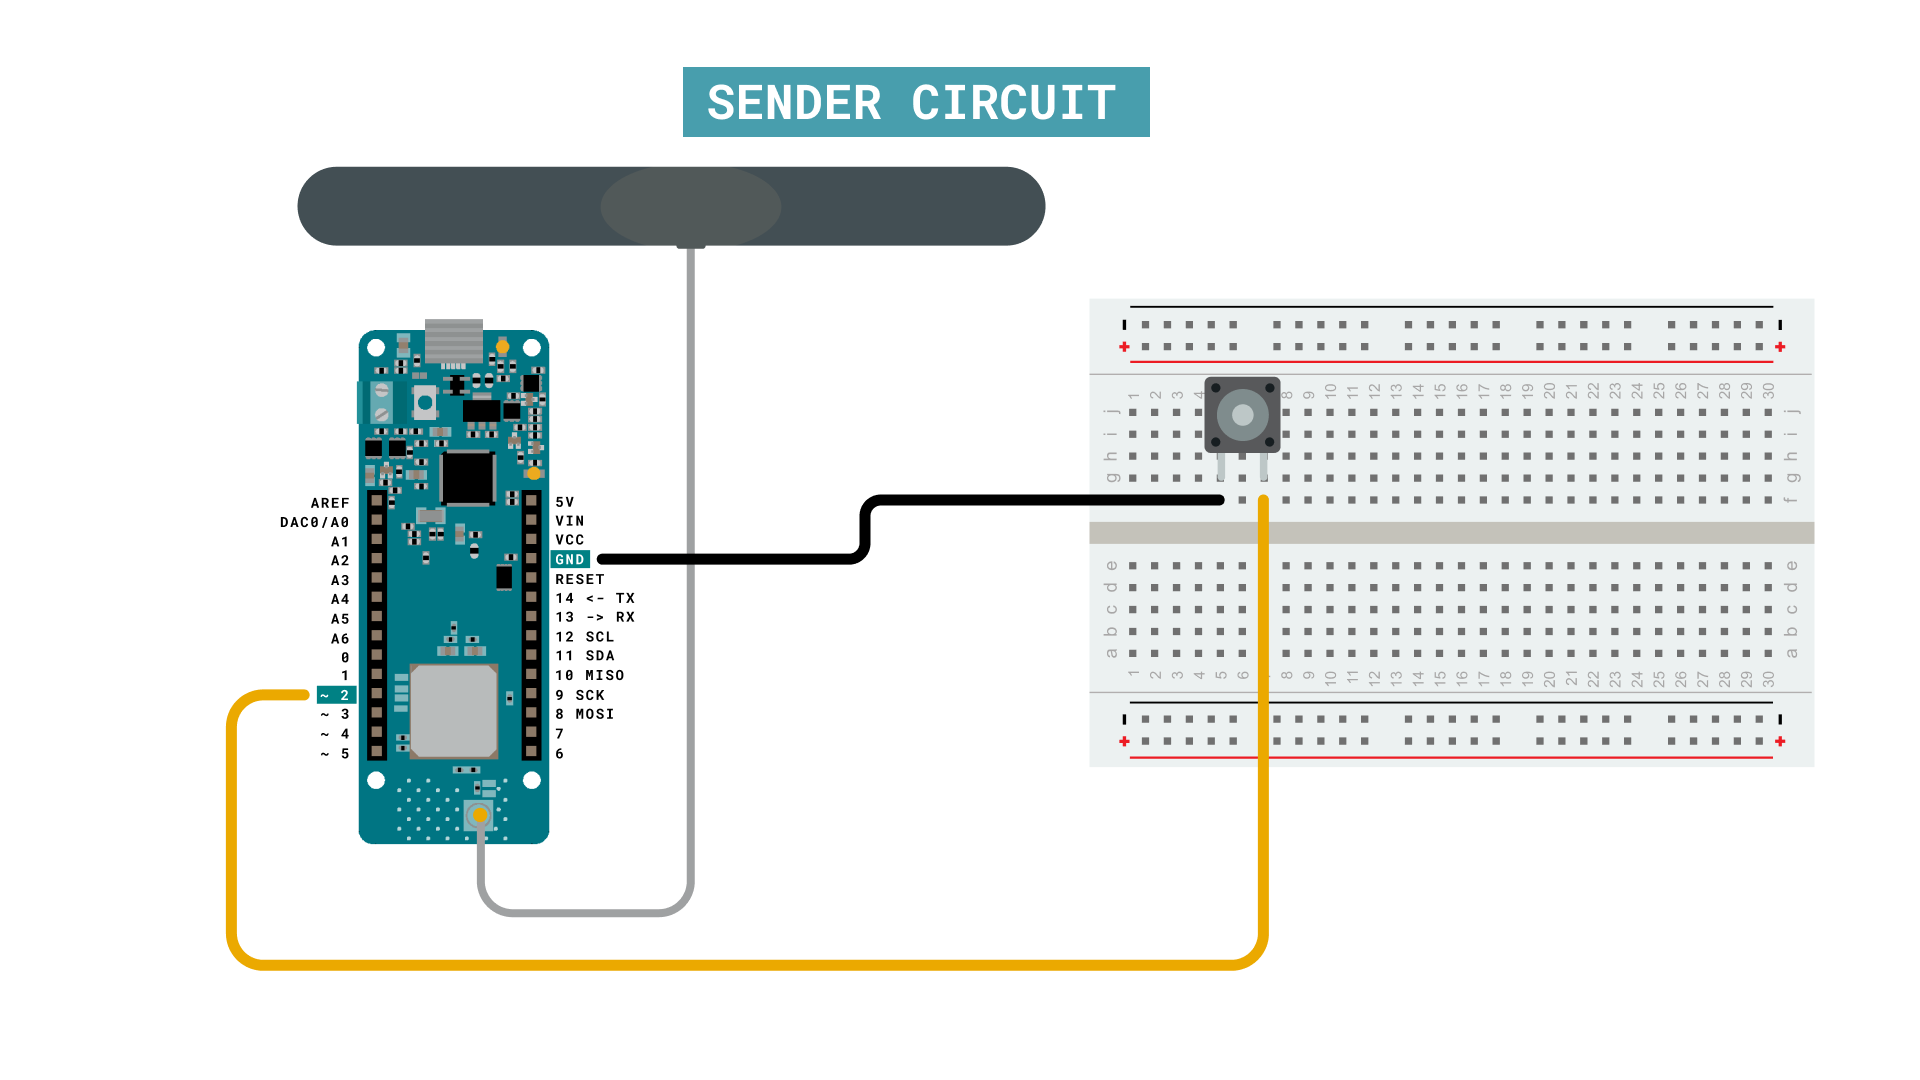 SENDER CIRCUIT
AREF
DAC0/A0
A1
A2
A3
A4
A5
A6
0
1
~ 2
~ 3
~ 4
~ 5
5V
VIN
VCC
GND
RESET
14 <- TX
13 -> RX
12 SCL
11 SDA
10 MISO
9 SCK
8 MOSI
7
6
1 2 3 4 8 9 10 11 12 13 14 15 16 17 18 19 20 21 22 23 24 25 26 27 28 29 30
j j
i i
h h
g g
f
e e
d d
c c
b b
a a
1 2 3 4 5 6 8 9 10 11 12 13 14 15 16 17 18 19 20 21 22 23 24 25 26 27 28 29 30